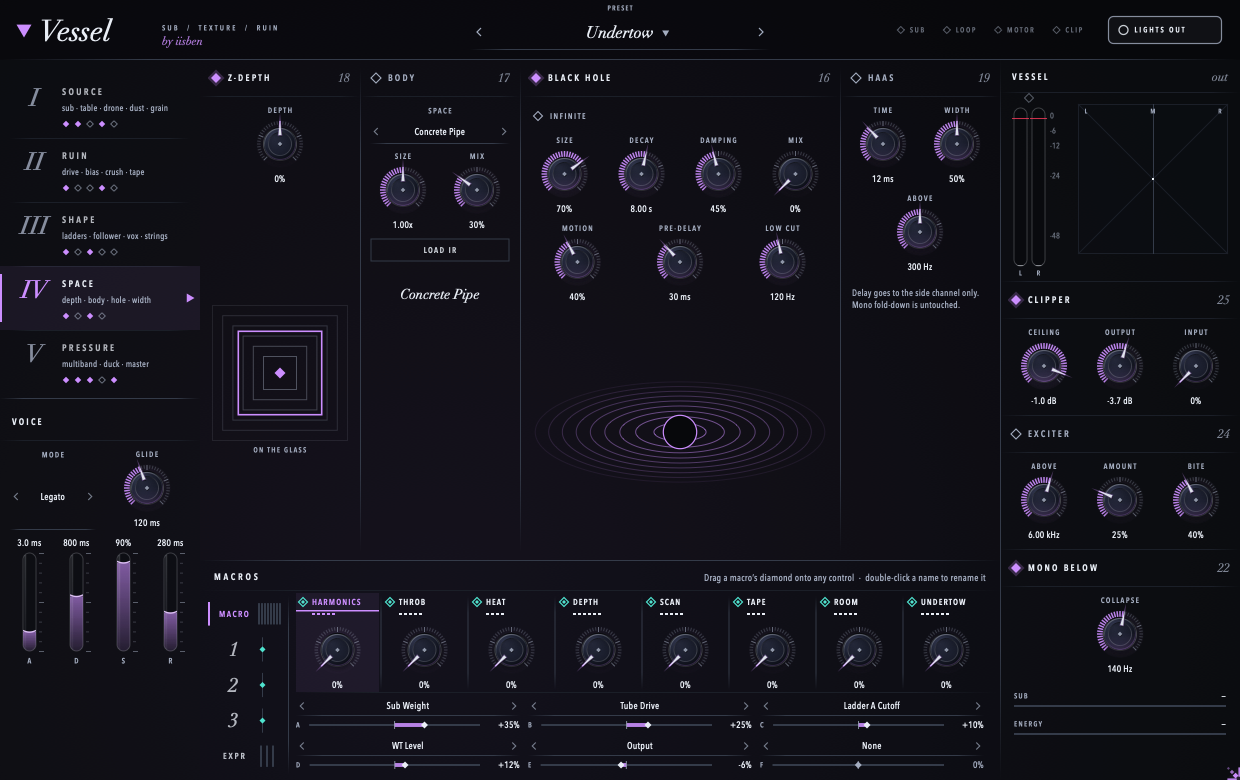 PRESET
Vessel
SUB / TEXTURE / RUIN
by iisben
Undertow
SUB LOOP MOTOR CLIP
LIGHTS OUT
I SOURCE
sub · table · drone · dust · grain
II RUIN
drive · bias · crush · tape
III SHAPE
ladders · follower · vox · strings
IV SPACE
depth · body · hole · width
V PRESSURE
multiband · duck · master
VOICE
MODE GLIDE
Legato
120 ms
3.0 ms 800 ms 90% 280 ms
A D S R
Z-DEPTH 18
DEPTH
0%
ON THE GLASS
BODY 17
SPACE
Concrete Pipe
SIZE MIX
1.00x 30%
LOAD IR
Concrete Pipe
BLACK HOLE 16
INFINITE
SIZE DECAY DAMPING MIX
70% 8.00 s 45% 0%
MOTION PRE-DELAY LOW CUT
40% 30 ms 120 Hz
HAAS 19
TIME WIDTH
12 ms 50%
ABOVE
300 Hz
Delay goes to the side channel only.
Mono fold-down is untouched.
MACROS
Drag a macro's diamond onto any control - double-click a name to rename it
MACRO
1
2
3
EXPR
HARMONICS THROB HEAT DEPTH SCAN TAPE ROOM UNDERTOW
0% 0% 0% 0% 0% 0% 0% 0%
Sub Weight Tube Drive Ladder A Cutoff
A +35% B +25% C +10%
WT Level Output None
D +12% E -6% F 0%
VESSEL out
0
-6
-12
-24
-48
L R
L M R
CLIPPER 25
CEILING OUTPUT INPUT
-1.0 dB -3.7 dB 0%
EXCITER 24
ABOVE AMOUNT BITE
6.00 kHz 25% 40%
MONO BELOW 22
COLLAPSE
140 Hz
SUB –
ENERGY –